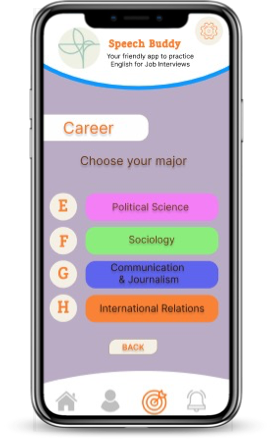 Speech Buddy
Your friendly app to practice
English for Job Interviews
Career
Choose your major
E Political Science
F Sociology
G Communication
& Journalism
H International Relations
BACK